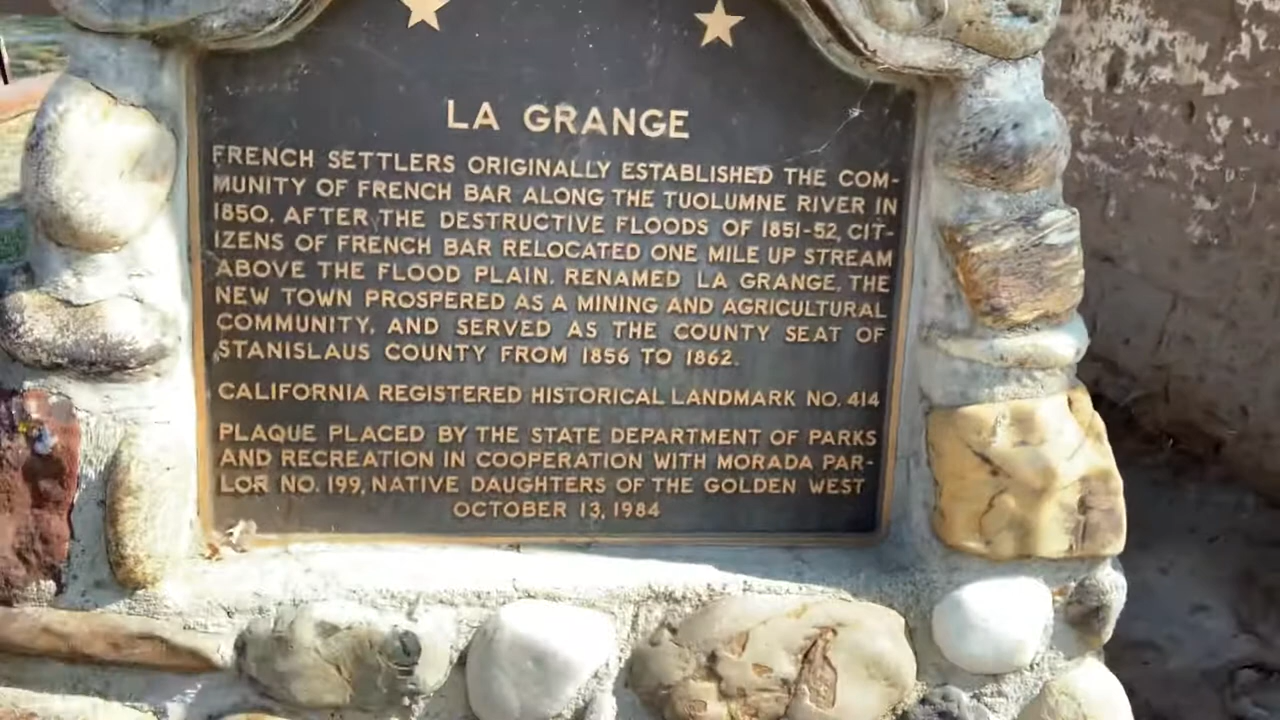 LA GRANGE
FRENCH SETTLERS ORIGINALLY ESTABLISHED THE COM-
MUNITY OF FRENCH BAR ALONG THE TUOLUMNE RIVER IN
1850. AFTER THE DESTRUCTIVE FLOODS OF 1851-52, CIT-
IZENS OF FRENCH BAR RELOCATED ONE MILE UP STREAM
ABOVE THE FLOOD PLAIN. RENAMED LA GRANGE, THE
NEW TOWN PROSPERED AS A MINING AND AGRICULTURAL
COMMUNITY, AND SERVED AS THE COUNTY SEAT OF
STANISLAUS COUNTY FROM 1856 TO 1862.
CALIFORNIA REGISTERED HISTORICAL LANDMARK NO. 414
PLAQUE PLACED BY THE STATE DEPARTMENT OF PARKS
AND RECREATION IN COOPERATION WITH MORADA PAR-
LOR NO. 199, NATIVE DAUGHTERS OF THE GOLDEN WEST
OCTOBER 13, 1984